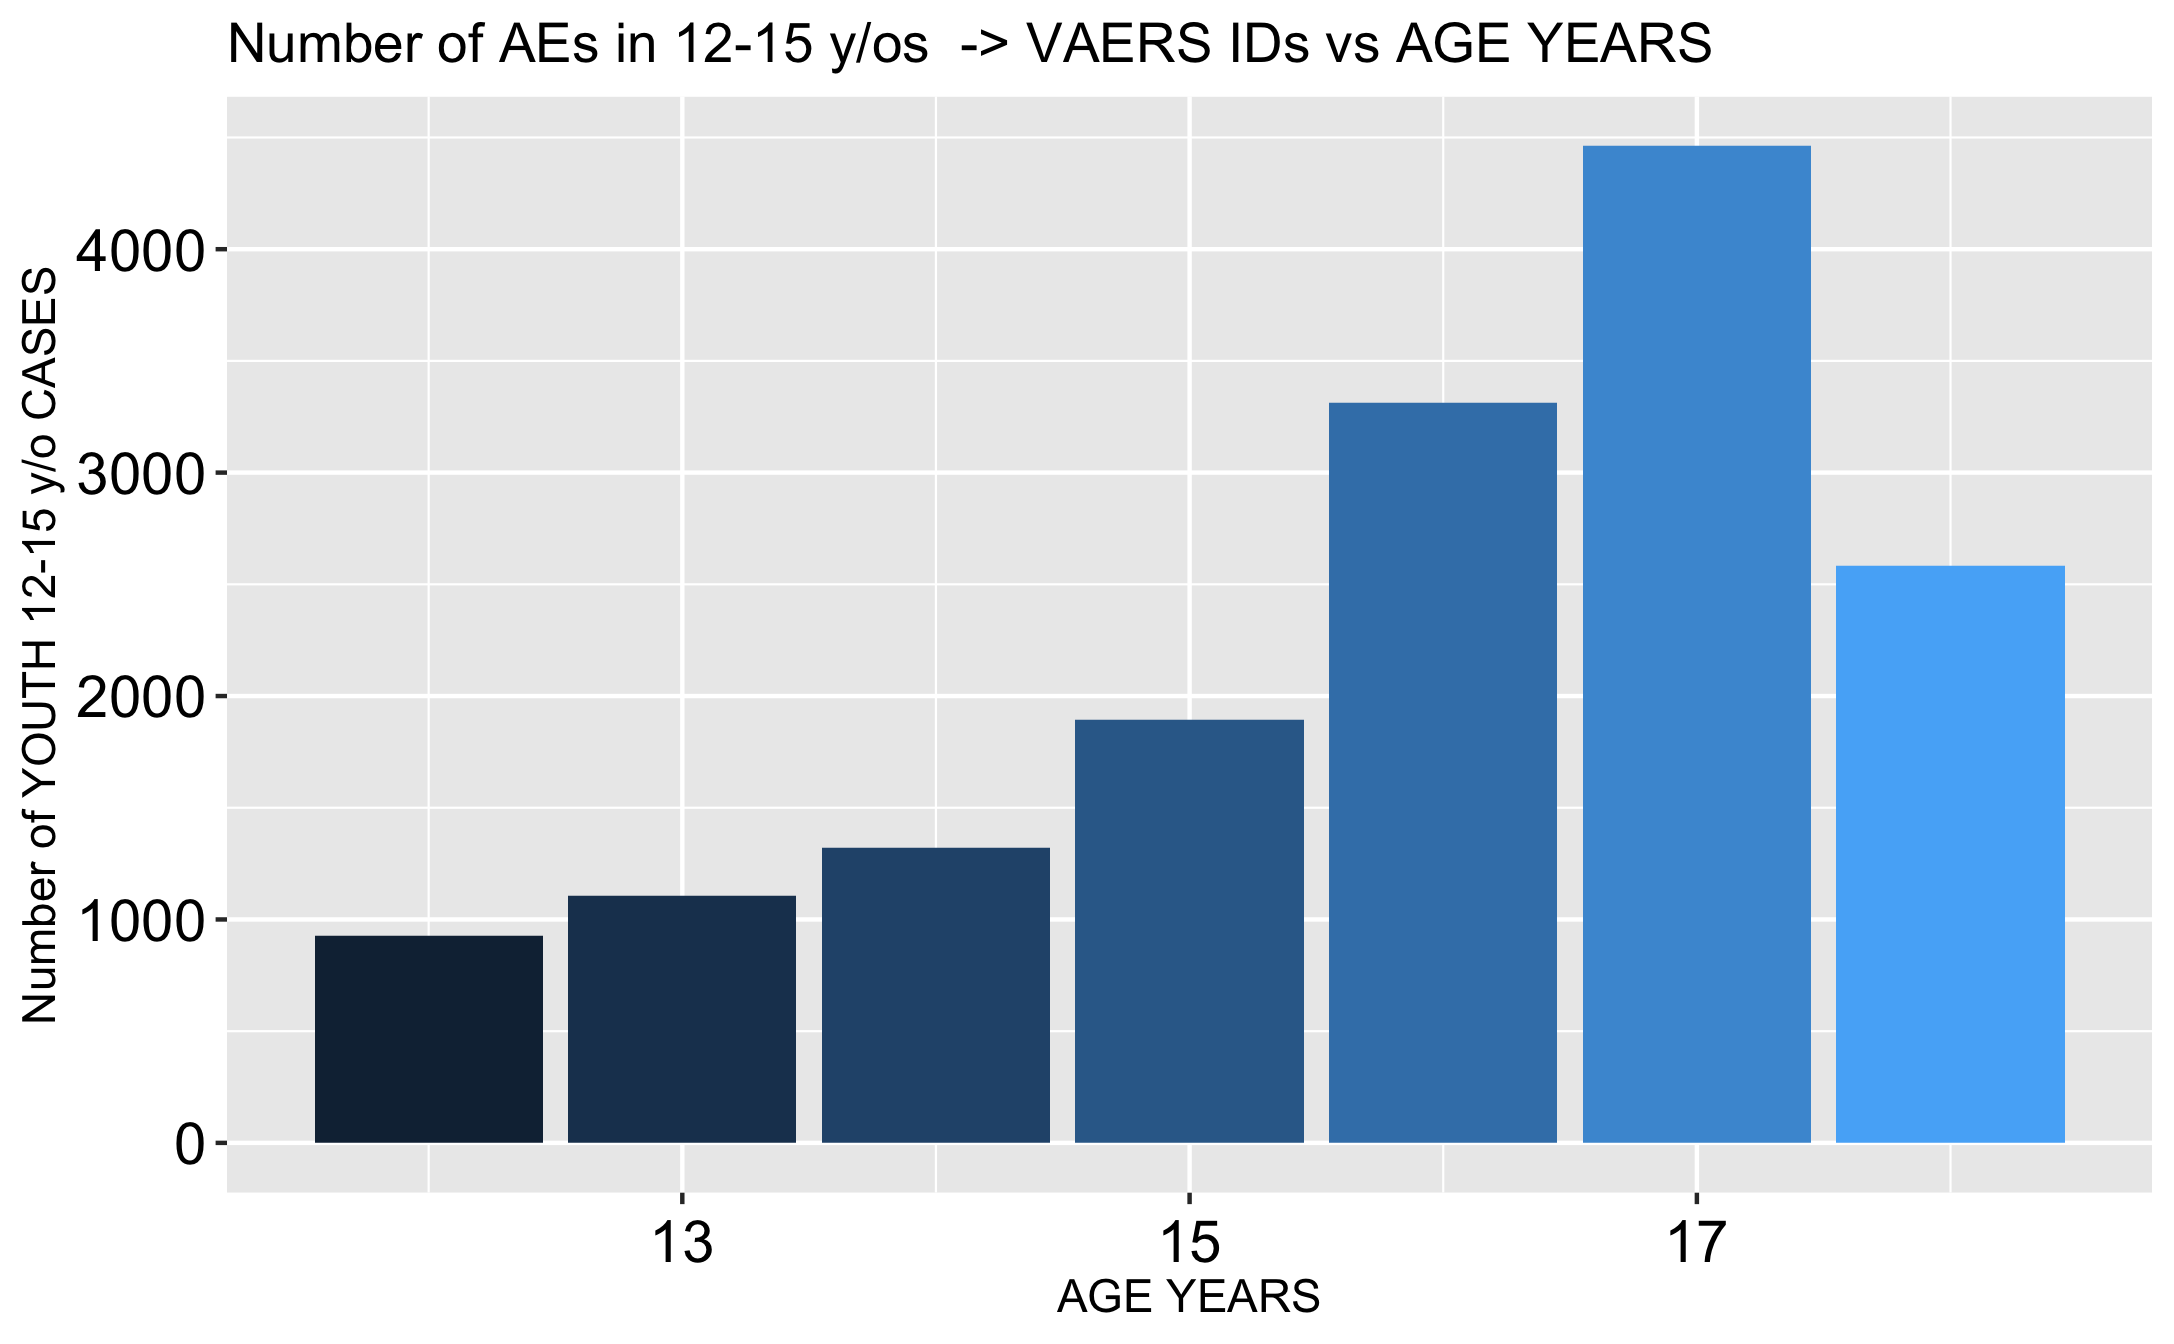 Number of AEs in 12-15 y/os  -> VAERS IDs vs AGE YEARS
Number of YOUTH 12-15 y/o CASES
4000
3000
2000
1000
0
13 15 17
AGE YEARS